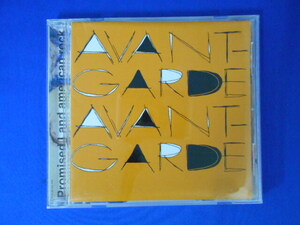 AVANT-
GARDE
AVANT-
GARDE
Promised Land and american rock